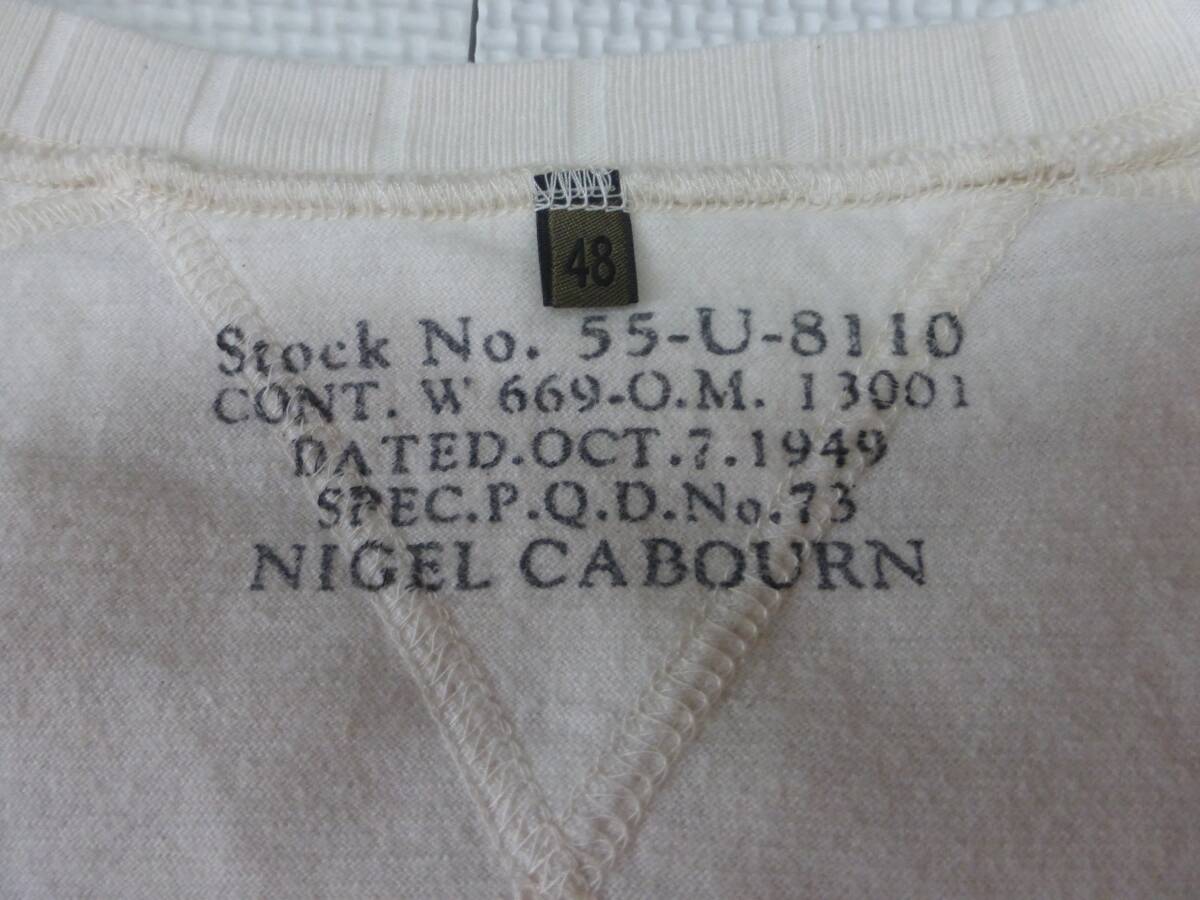 48
Stock No. 55-U-8110
CONT. W 669-O.M. 13001
DATED.OCT.7.1949
SPEC.P.Q.D.No.73
NIGEL CABOURN